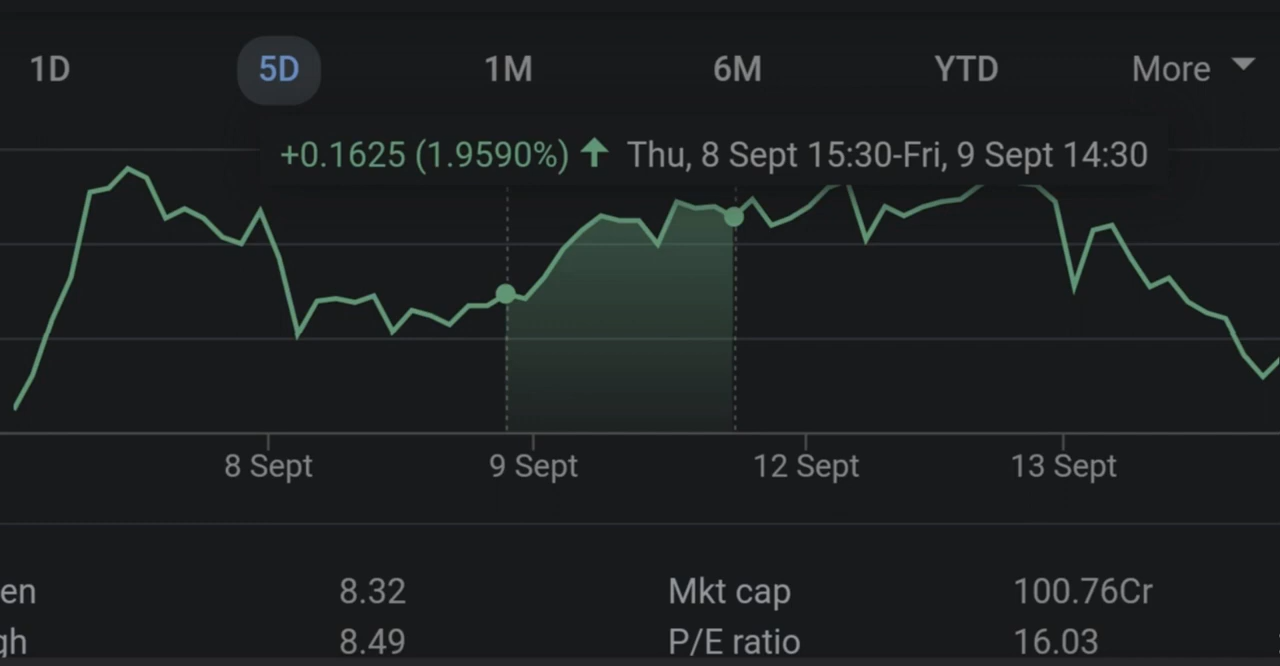 1D 5D 1M 6M YTD More
+0.1625 (1.9590%) Thu, 8 Sept 15:30-Fri, 9 Sept 14:30
8 Sept 9 Sept 12 Sept 13 Sept
en 8.32 Mkt cap 100.76Cr
gh 8.49 P/E ratio 16.03